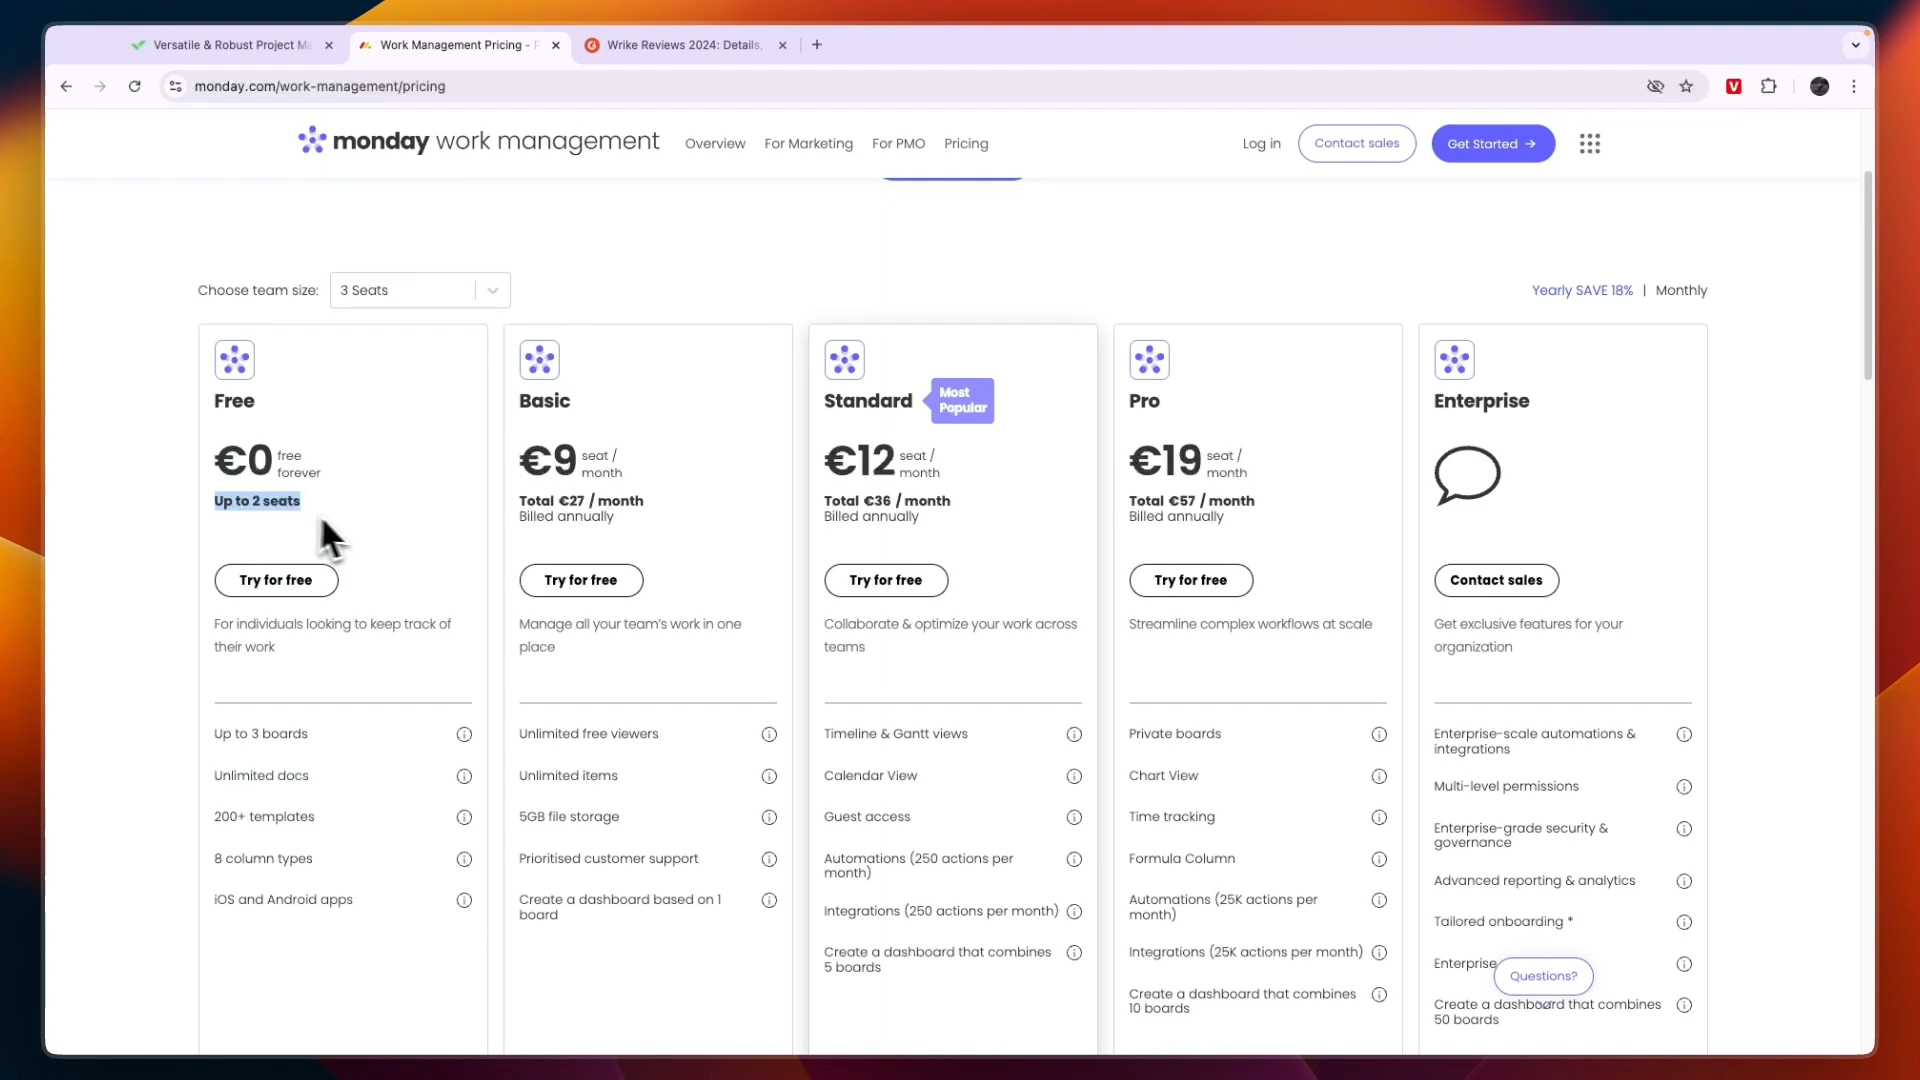 Versatile & Robust Project Ma
Work Management Pricing - P
Wrike Reviews 2024: Details,
monday.com/work-management/pricing
monday work management
Overview
For Marketing
For PMO
Pricing
Log in
Contact sales
Get Started →
Choose team size:
3 Seats
Yearly SAVE 18% | Monthly
Free
€0 free forever
Up to 2 seats
Try for free
For individuals looking to keep track of
their work
Up to 3 boards
Unlimited docs
200+ templates
8 column types
iOS and Android apps
Basic
€9 seat / month
Total €27 / month
Billed annually
Try for free
Manage all your team's work in one
place
Unlimited free viewers
Unlimited items
5GB file storage
Prioritised customer support
Create a dashboard based on 1
board
Standard
Most
Popular
€12 seat / month
Total €36 / month
Billed annually
Try for free
Collaborate & optimize your work across
teams
Timeline & Gantt views
Calendar View
Guest access
Automations (250 actions per
month)
Integrations (250 actions per month)
Create a dashboard that combines
5 boards
Pro
€19 seat / month
Total €57 / month
Billed annually
Try for free
Streamline complex workflows at scale
Private boards
Chart View
Time tracking
Formula Column
Automations (25K actions per
month)
Integrations (25K actions per month)
Create a dashboard that combines
10 boards
Enterprise
Contact sales
Get exclusive features for your
organization
Enterprise-scale automations &
integrations
Multi-level permissions
Enterprise-grade security &
governance
Advanced reporting & analytics
Tailored onboarding *
Enterprise
Questions?
Create a dashboard that combines
50 boards